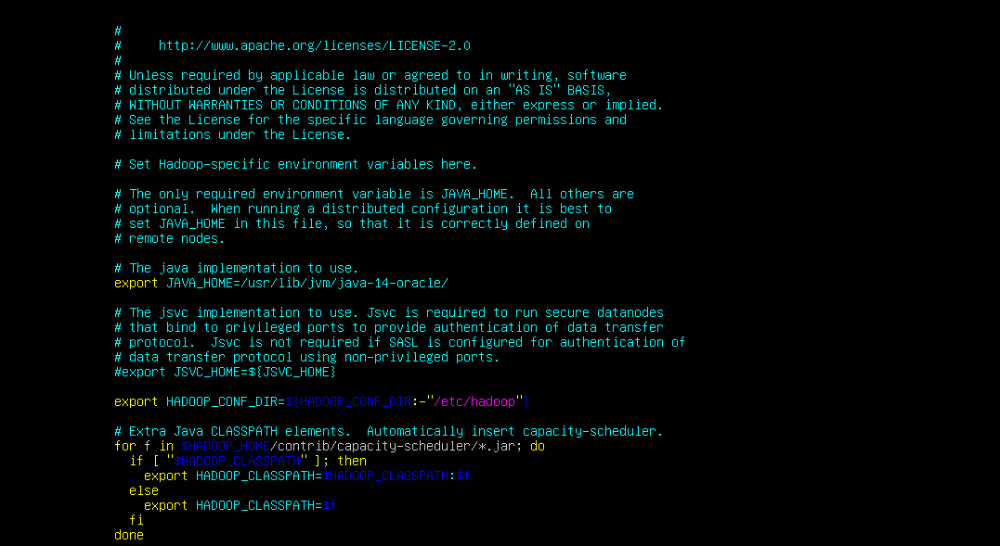 #
#     http://www.apache.org/licenses/LICENSE-2.0
#
# Unless required by applicable law or agreed to in writing, software
# distributed under the License is distributed on an "AS IS" BASIS,
# WITHOUT WARRANTIES OR CONDITIONS OF ANY KIND, either express or implied.
# See the License for the specific language governing permissions and
# limitations under the License.

# Set Hadoop-specific environment variables here.

# The only required environment variable is JAVA_HOME.  All others are
# optional.  When running a distributed configuration it is best to
# set JAVA_HOME in this file, so that it is correctly defined on
# remote nodes.

# The java implementation to use.
export JAVA_HOME=/usr/lib/jvm/java-14-oracle/

# The jsvc implementation to use. Jsvc is required to run secure datanodes
# that bind to privileged ports to provide authentication of data transfer
# protocol.  Jsvc is not required if SASL is configured for authentication of
# data transfer protocol using non-privileged ports.
#export JSVC_HOME=${JSVC_HOME}

export HADOOP_CONF_DIR=${HADOOP_CONF_DIR:-"/etc/hadoop"}

# Extra Java CLASSPATH elements.  Automatically insert capacity-scheduler.
for f in $HADOOP_HOME/contrib/capacity-scheduler/*.jar; do
  if [ "$HADOOP_CLASSPATH" ]; then
    export HADOOP_CLASSPATH=$HADOOP_CLASSPATH:$f
  else
    export HADOOP_CLASSPATH=$f
  fi
done